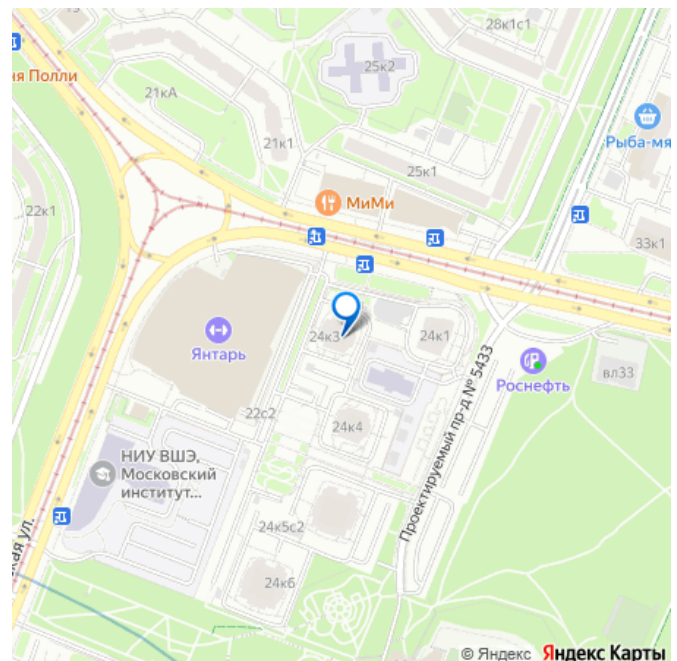 28к1с1
25к2
ня Полли
21кА
Рыба-мя
21к1
25к1
МиМи
22к1
33к1
24к3
24к1
Янтарь
Роснефть
вл33
Проектируемый пр-д № 5433
22с2
24к4
НИУ ВШЭ,
Московский
институт...
24к5с2
ская ул.
24к6
© Яндекс Яндекс Карты